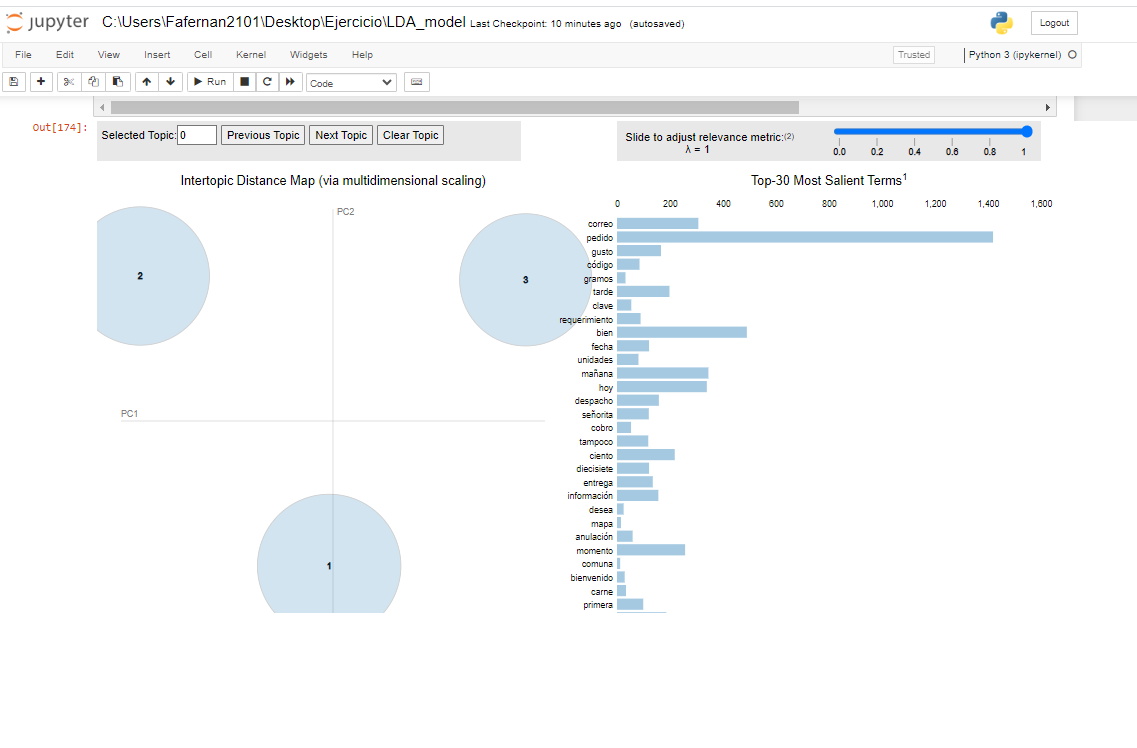 jupyter C:\Users\Fafernan2101\Desktop\Ejercicio\LDA_model Last Checkpoint: 10 minutes ago (autosaved)
Logout
File Edit View Insert Cell Kernel Widgets Help
Trusted
Python 3 (ipykernel)
Run
Code
Out[174]:
Selected Topic: 0 Previous Topic Next Topic Clear Topic
Slide to adjust relevance metric:(2)
λ = 1
0.0 0.2 0.4 0.6 0.8 1
Intertopic Distance Map (via multidimensional scaling)
PC2
2
3
PC1
1
Top-30 Most Salient Terms1
0 200 400 600 800 1,000 1,200 1,400 1,600
correo
pedido
gusto
código
gramos
tarde
clave
requerimiento
bien
fecha
unidades
mañana
hoy
despacho
señorita
cobro
tampoco
ciento
diecisiete
entrega
información
desea
mapa
anulación
momento
comuna
bienvenido
carne
primera